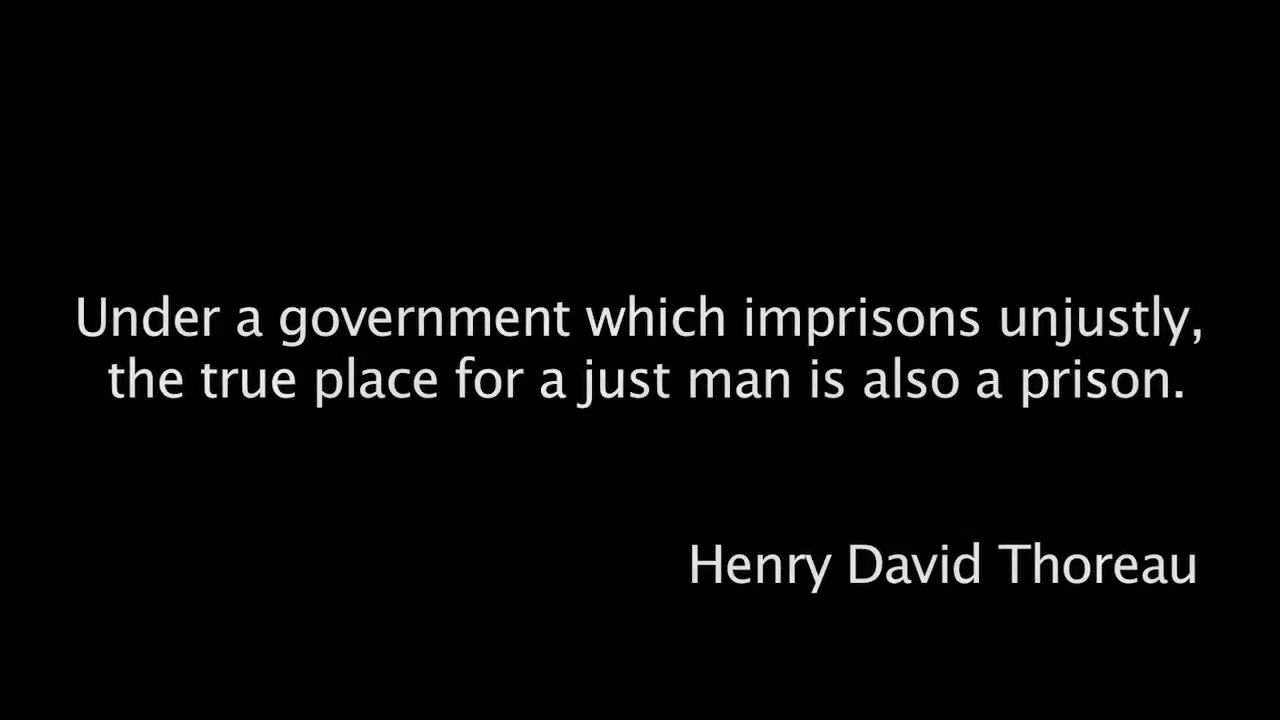 Under a government which imprisons unjustly,
the true place for a just man is also a prison.
Henry David Thoreau